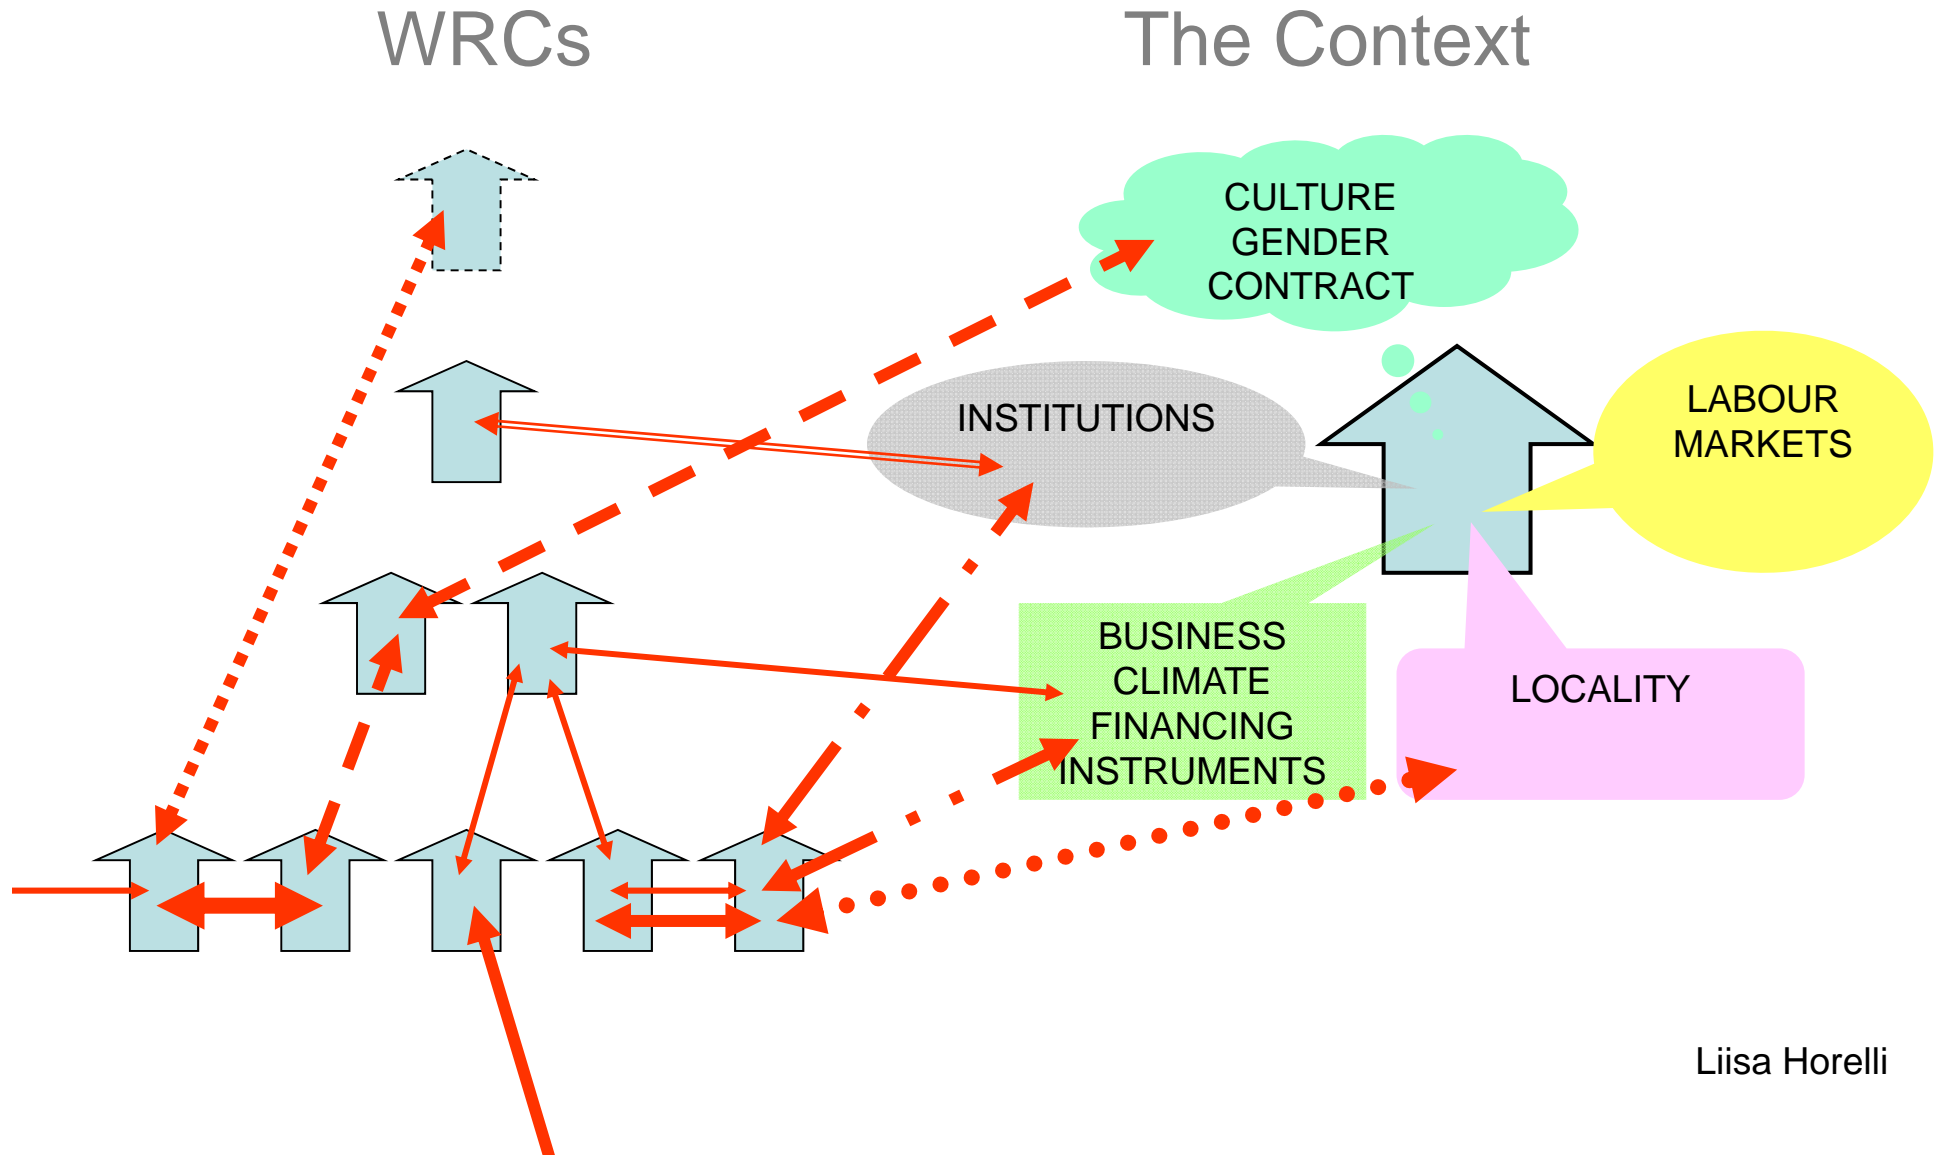 WRCs
The Context
CULTURE
GENDER
CONTRACT
INSTITUTIONS
LABOUR
MARKETS
BUSINESS
CLIMATE
FINANCING
INSTRUMENTS
LOCALITY
Liisa Horelli